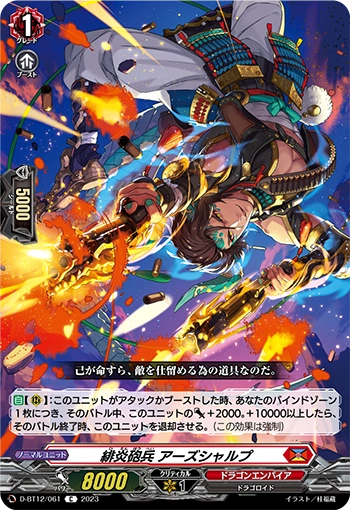 1
グレード
ブースト
5000
シールド
己が命すら、敵を仕留める為の道具なのだ。
自【R】:このユニットがアタックかブーストした時、あなたのバインドゾーン
1枚につき、そのバトル中、このユニットの+2000。+10000以上したら、
そのバトル終了時、このユニットを退却させる。(この効果は強制)
ノーマルユニット
緋炎砲兵 アーズシャルプ
パワー 8000
クリティカル
1
ドラゴンエンパイア
ドラゴロイド
D-BT12/061 C 2023
イラスト/桂福蔵